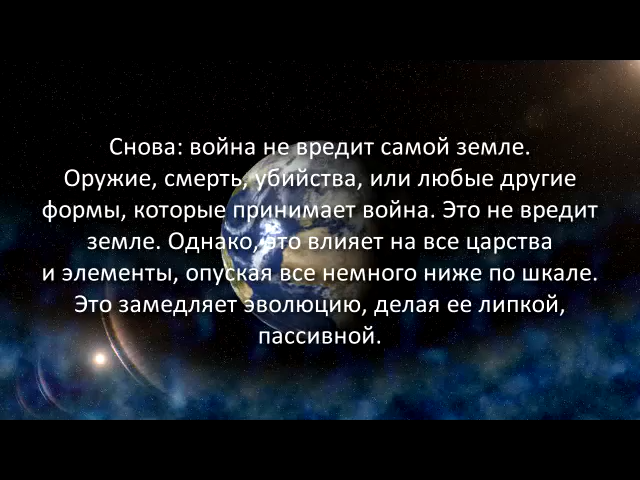 Снова: война не вредит самой земле.
Оружие, смерть, убийства, или любые другие
формы, которые принимает война. Это не вредит
земле. Однако, это влияет на все царства
и элементы, опуская все немного ниже по шкале.
Это замедляет эволюцию, делая ее липкой,
пассивной.